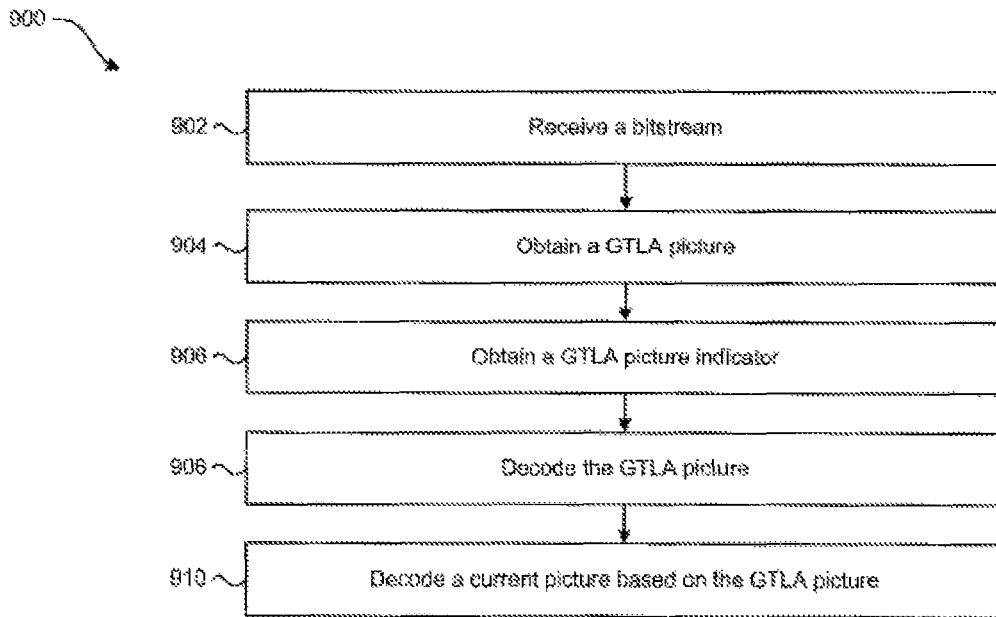 900
902
Receive a bitstream
904
Obtain a GTLA picture
906
Obtain a GTLA picture indicator
908
Decode the GTLA picture
910
Decode a current picture based on the GTLA picture